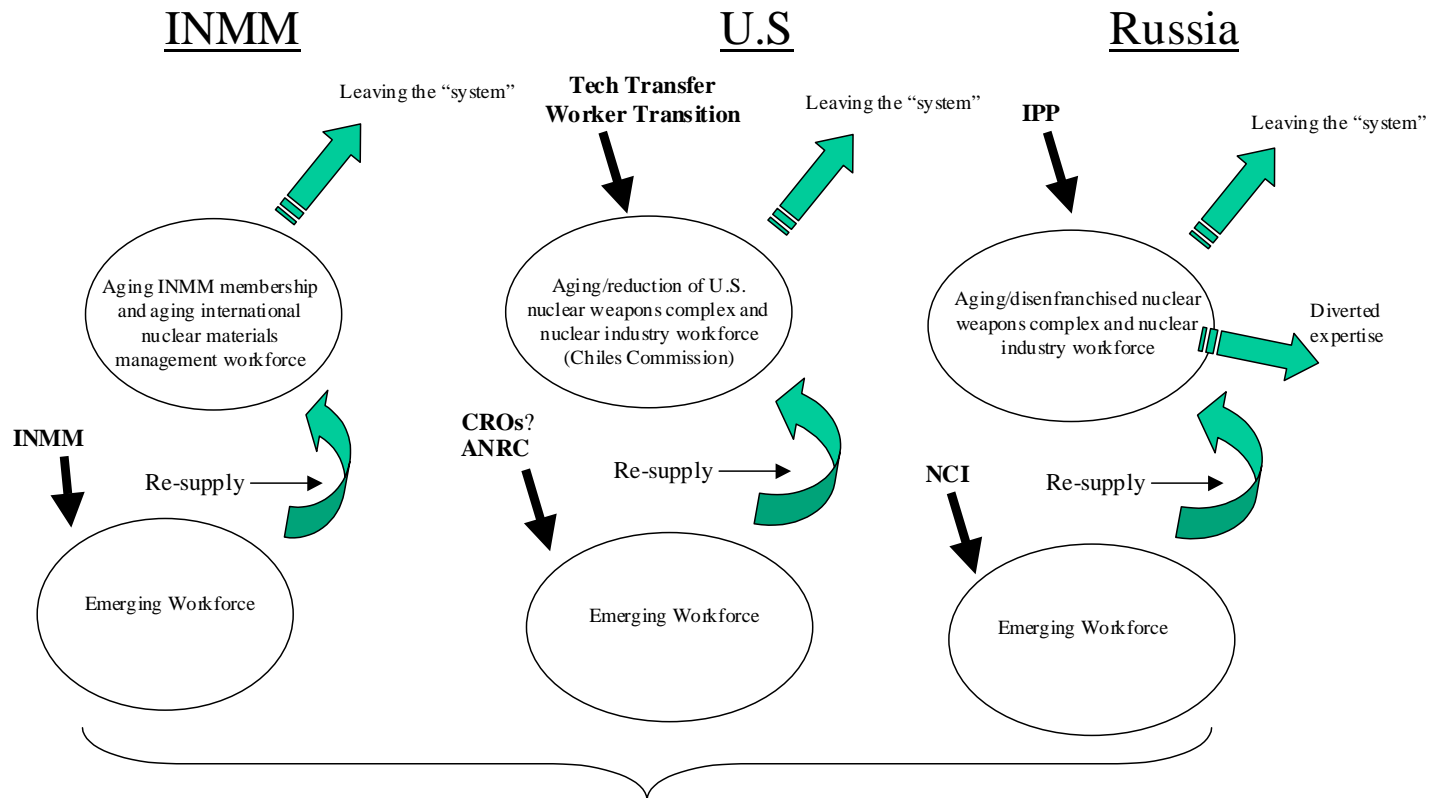 INMM
U.S
Russia
Leaving the “system”
Tech Transfer
Worker Transition
Leaving the “system”
IPP
Leaving the “system”
Aging INMM membership
and aging international
nuclear materials
management workforce
Aging/reduction of U.S.
nuclear weapons complex and
nuclear industry workforce
(Chiles Commission)
Aging/disenfranchised nuclear
weapons complex and nuclear
industry workforce
Diverted
expertise
INMM
Re-supply
CROs?
ANRC
Re-supply
NCI
Re-supply
Emerging Workforce
Emerging Workforce
Emerging Workforce